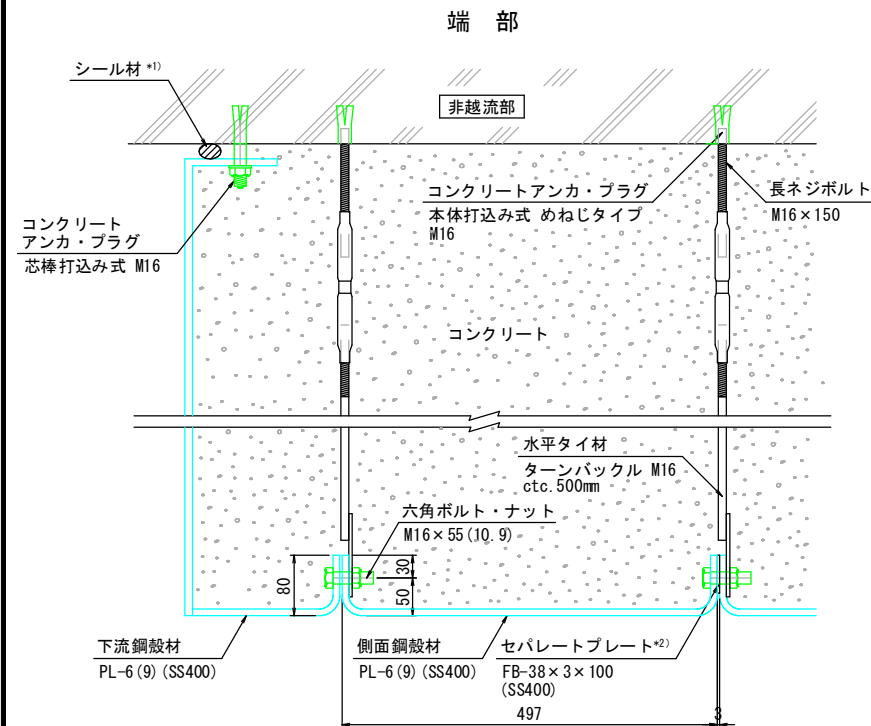 端 部
シール材 *1)
非越流部
コンクリートアンカ・プラグ
本体打込み式 めねじタイプ
M16
長ネジボルト
M16×150
コンクリート
アンカ・プラグ
芯棒打込み式 M16
コンクリート
水平タイ材
ターンバックル M16
ctc.500mm
六角ボルト・ナット
M16×55(10.9)
80
30
50
下流鋼殻材
PL-6(9)(SS400)
側面鋼殻材
PL-6(9)(SS400)
セパレートプレート*2)
FB-38×3×100
(SS400)
497
3